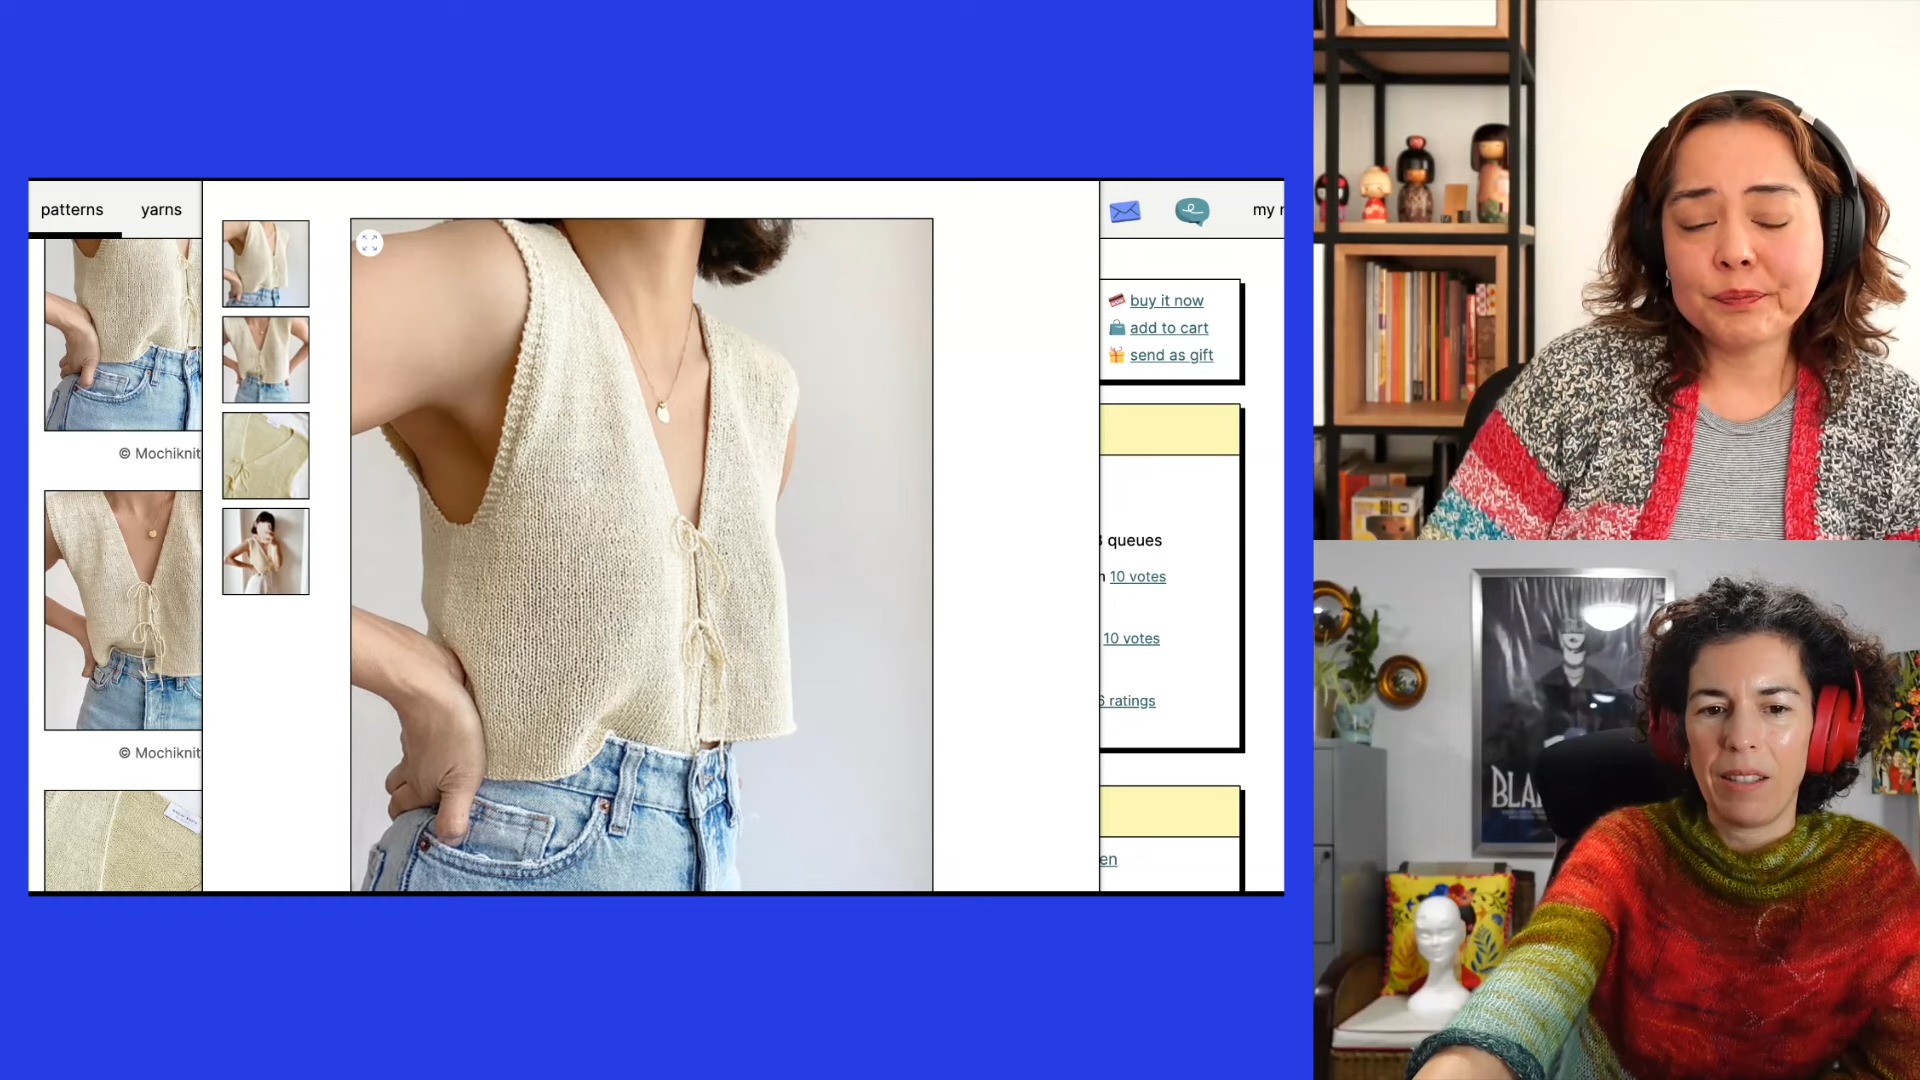 patterns
yarns
my
buy it now
add to cart
send as gift
© Mochiknit
queues
10 votes
10 votes
ratings
© Mochiknit
en
BLA